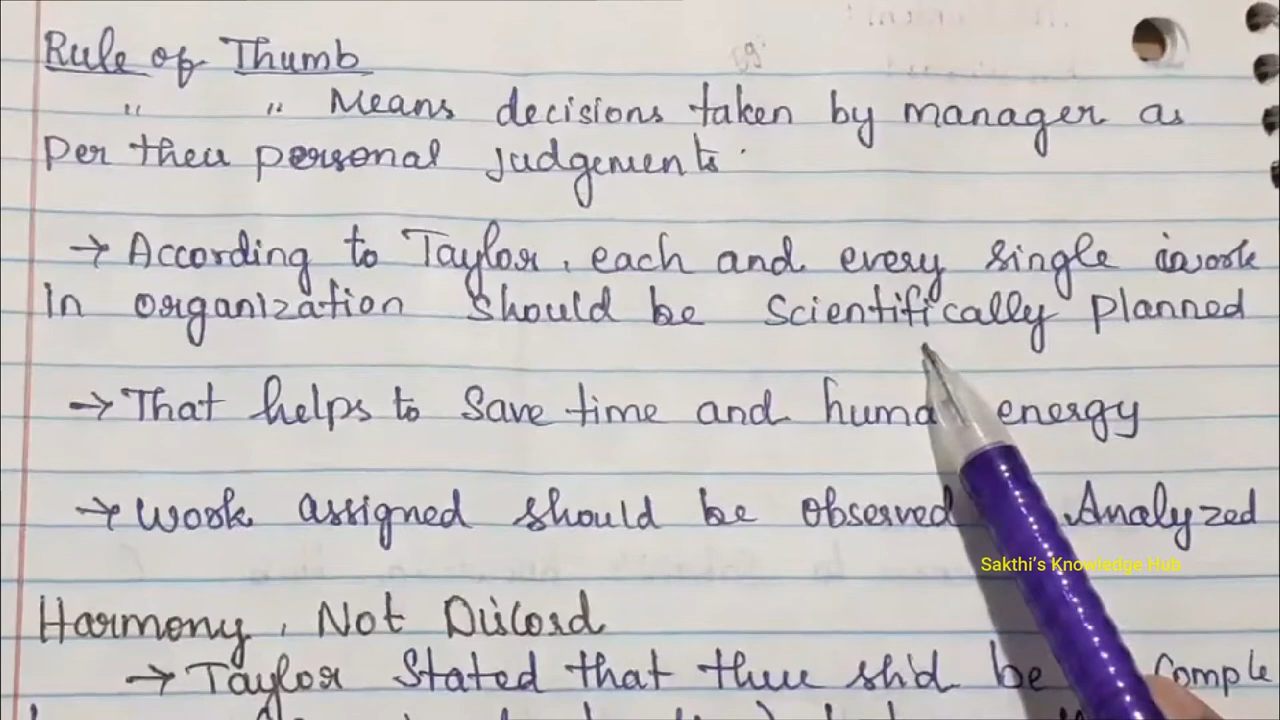 Rule of Thumb
" " Means decisions taken by manager as
Per their personal judgements.
→ According to Taylor, each and every single work
in organization should be Scientifically planned
→ That helps to Save time and human energy
→ Work assigned should be observed Analyzed
Sakthi's Knowledge Hub
Harmony, Not Discord
→ Taylor Stated that there sh'd be Comple